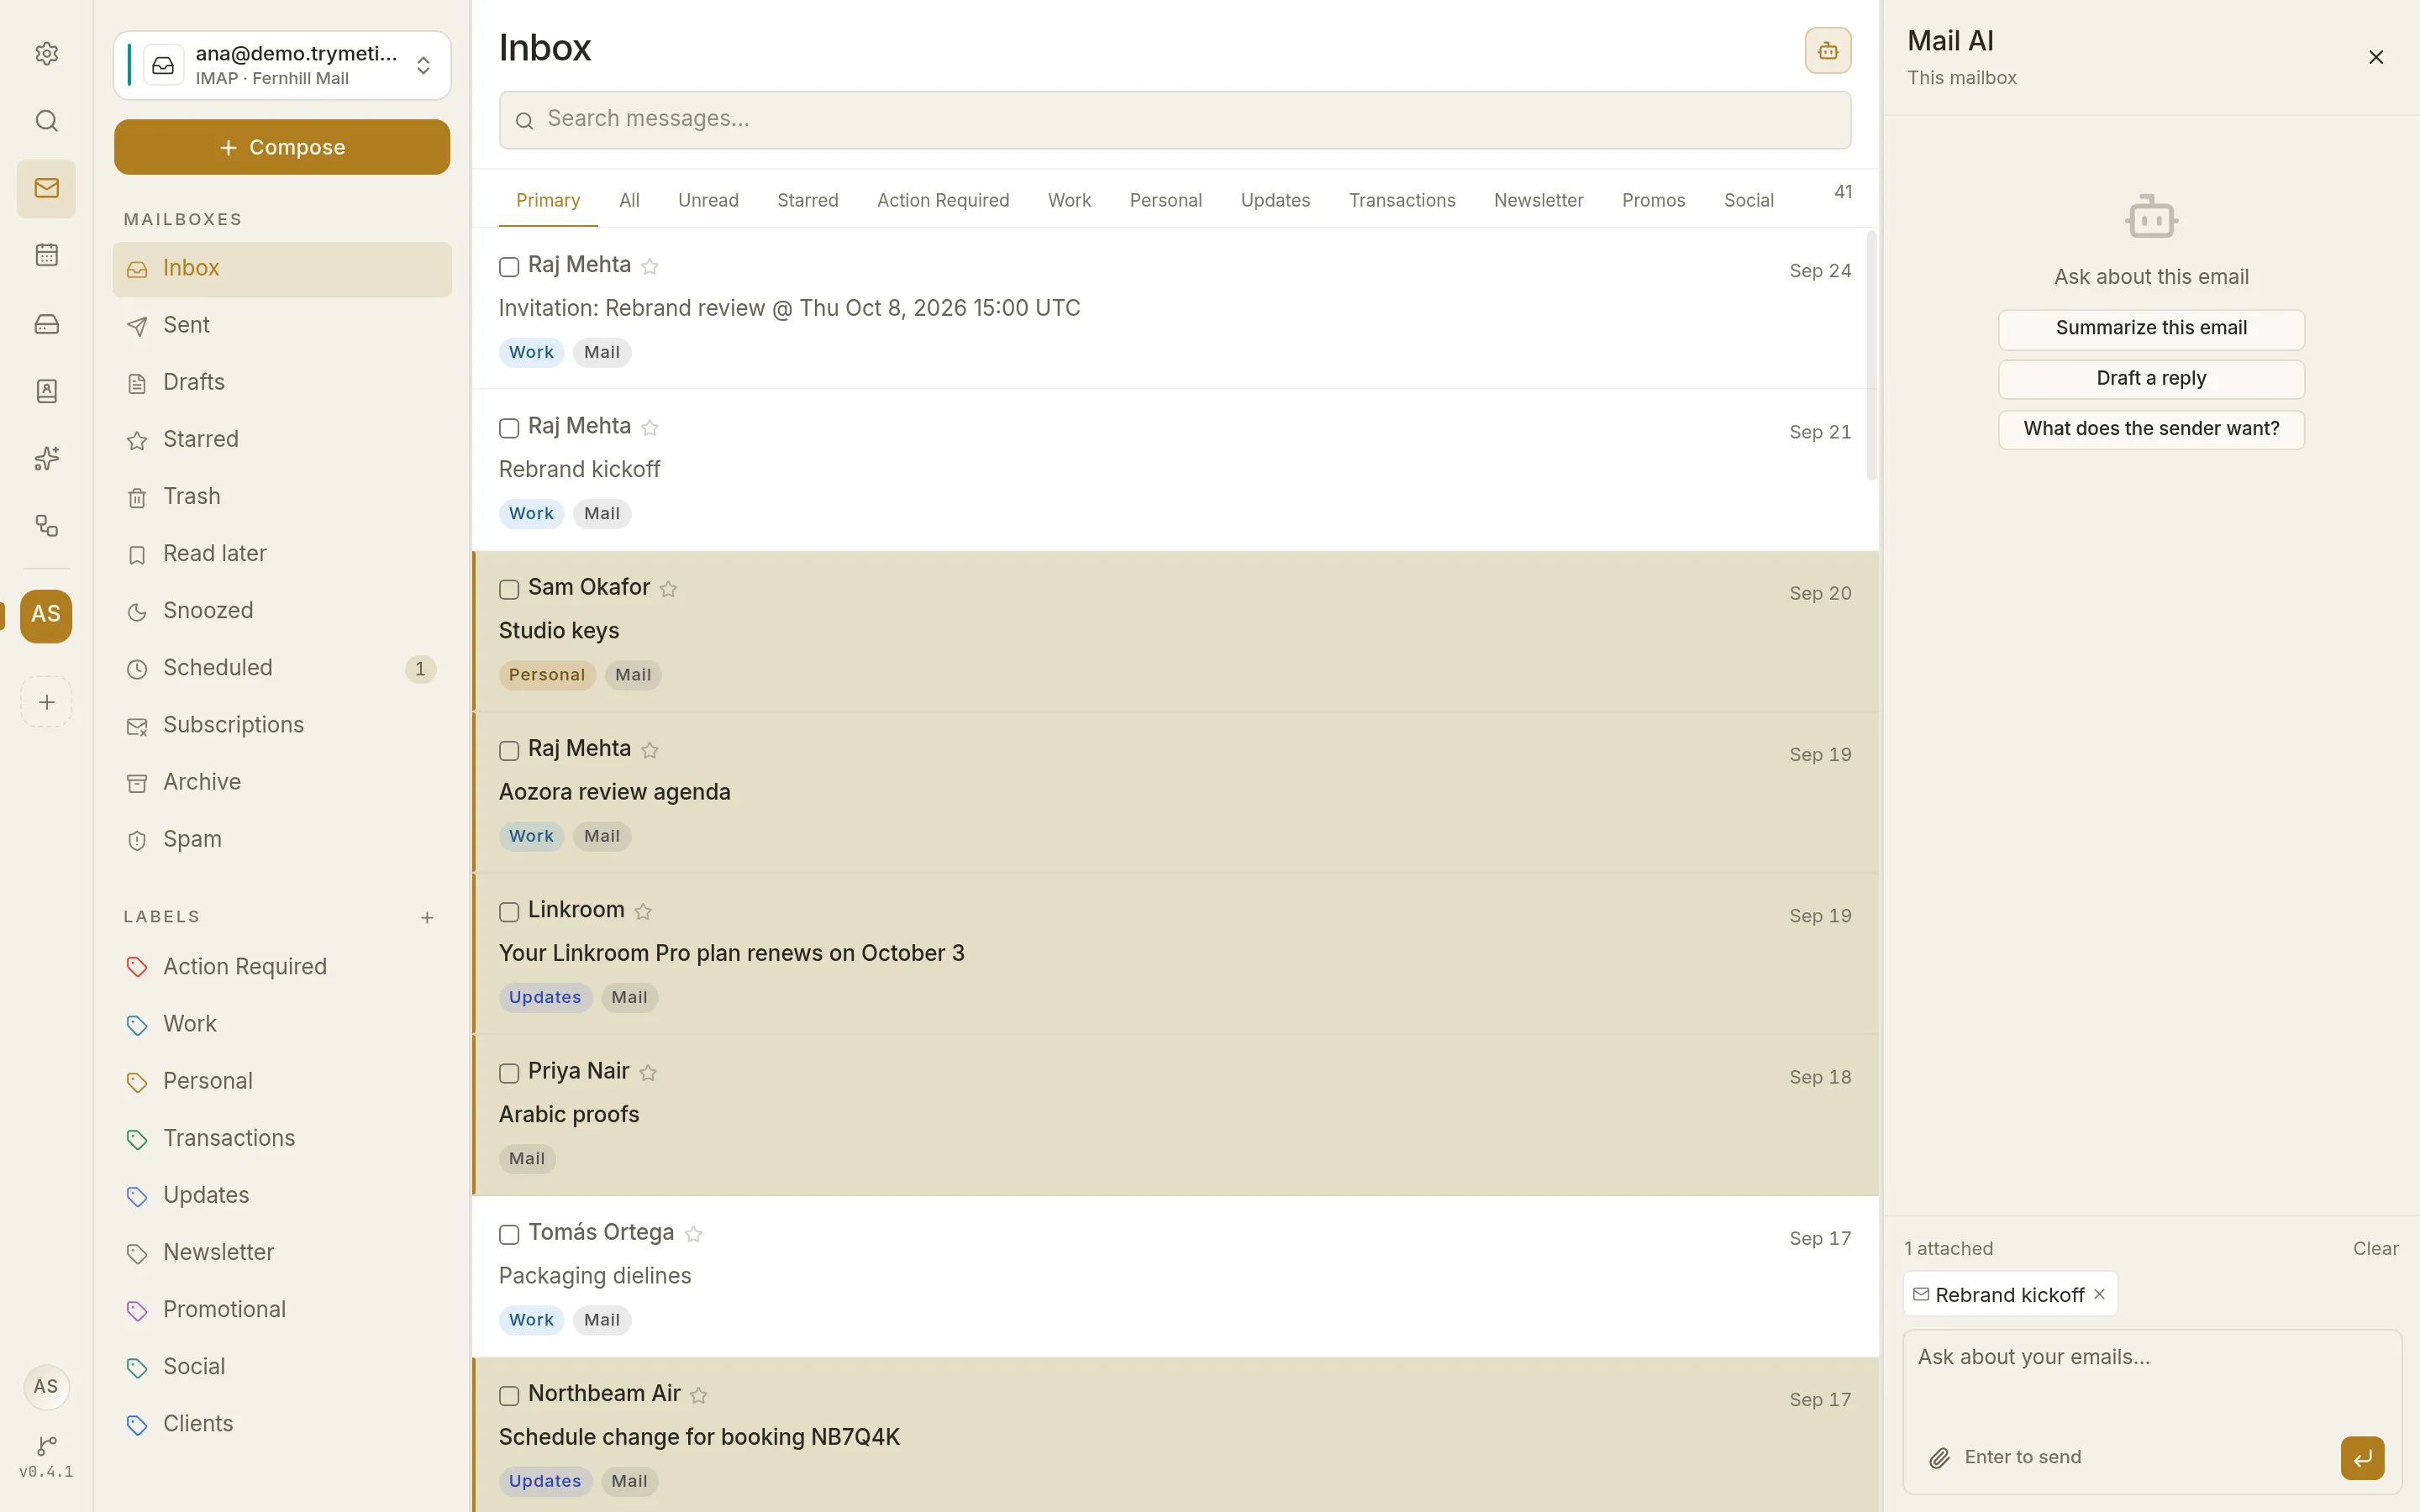 ana@demo.trymeti...
IMAP · Fernhill Mail
Compose
MAILBOXES
Inbox
Sent
Drafts
Starred
Trash
Read later
Snoozed
Scheduled 1
Subscriptions
Archive
Spam
LABELS
Action Required
Work
Personal
Transactions
Updates
Newsletter
Promotional
Social
Clients
AS
AS
v0.4.1
Inbox
Search messages...
Primary All Unread Starred Action Required Work Personal Updates Transactions Newsletter Promos Social 41
Raj Mehta Sep 24
Invitation: Rebrand review @ Thu Oct 8, 2026 15:00 UTC
Work Mail
Raj Mehta Sep 21
Rebrand kickoff
Work Mail
Sam Okafor Sep 20
Studio keys
Personal Mail
Raj Mehta Sep 19
Aozora review agenda
Work Mail
Linkroom Sep 19
Your Linkroom Pro plan renews on October 3
Updates Mail
Priya Nair Sep 18
Arabic proofs
Mail
Tomás Ortega Sep 17
Packaging dielines
Work Mail
Northbeam Air Sep 17
Schedule change for booking NB7Q4K
Updates Mail
Mail AI
This mailbox
Ask about this email
Summarize this email
Draft a reply
What does the sender want?
1 attached Clear
Rebrand kickoff
Ask about your emails...
Enter to send